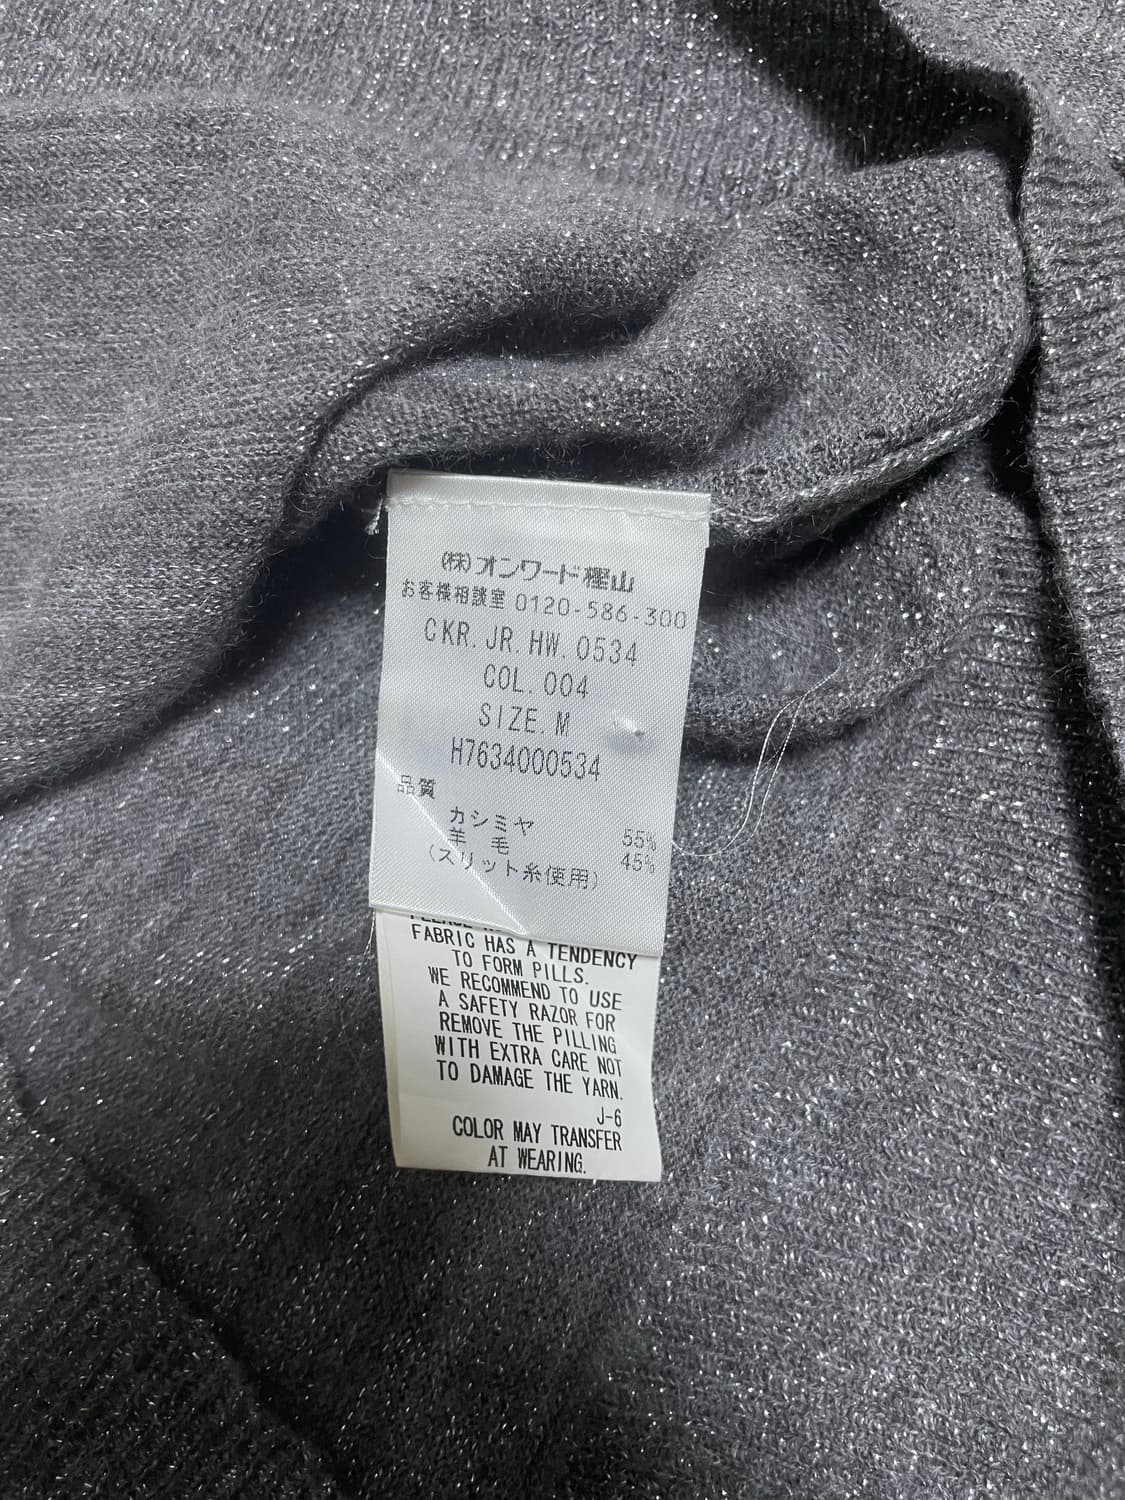 (株)オンワード樫山
お客様相談室 0120-586-300
CKR.JR.HW.0534
COL.004
SIZE.M
H7634000534
品質
カシミヤ 55%
羊毛 45%
(スリット糸使用)
FABRIC HAS A TENDENCY
TO FORM PILLS.
WE RECOMMEND TO USE
A SAFETY RAZOR FOR
REMOVE THE PILLING
WITH EXTRA CARE NOT
TO DAMAGE THE YARN.
J-6
COLOR MAY TRANSFER
AT WEARING.